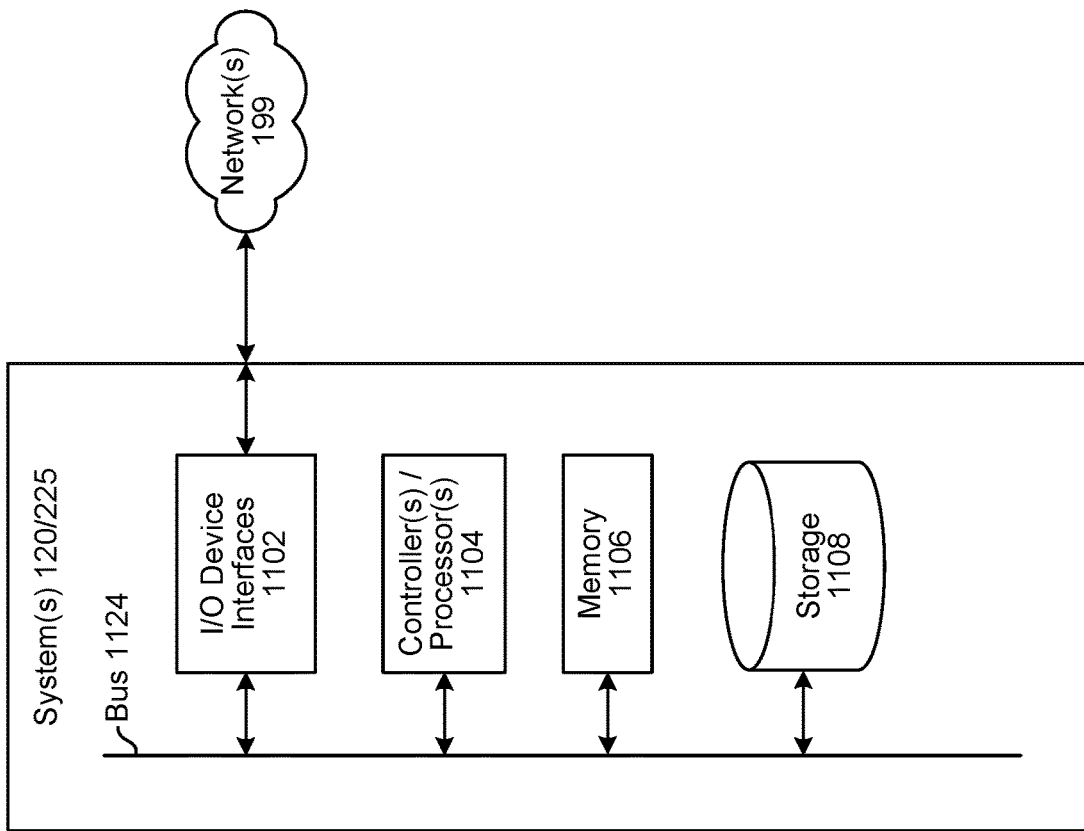 System(s) 120/225
Bus 1124
I/O Device
Interfaces
1102
Controller(s) /
Processor(s)
1104
Memory
1106
Storage
1108
Network(s)
199